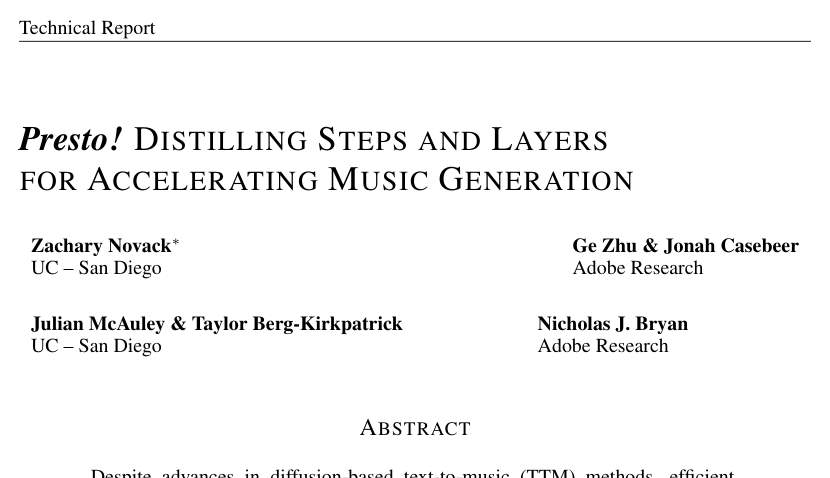 Technical Report
Presto! DISTILLING STEPS AND LAYERS
FOR ACCELERATING MUSIC GENERATION
Zachary Novack*
UC – San Diego
Ge Zhu & Jonah Casebeer
Adobe Research
Julian McAuley & Taylor Berg-Kirkpatrick
UC – San Diego
Nicholas J. Bryan
Adobe Research
ABSTRACT
Despite advances in diffusion-based text-to-music (TTM) methods, efficient